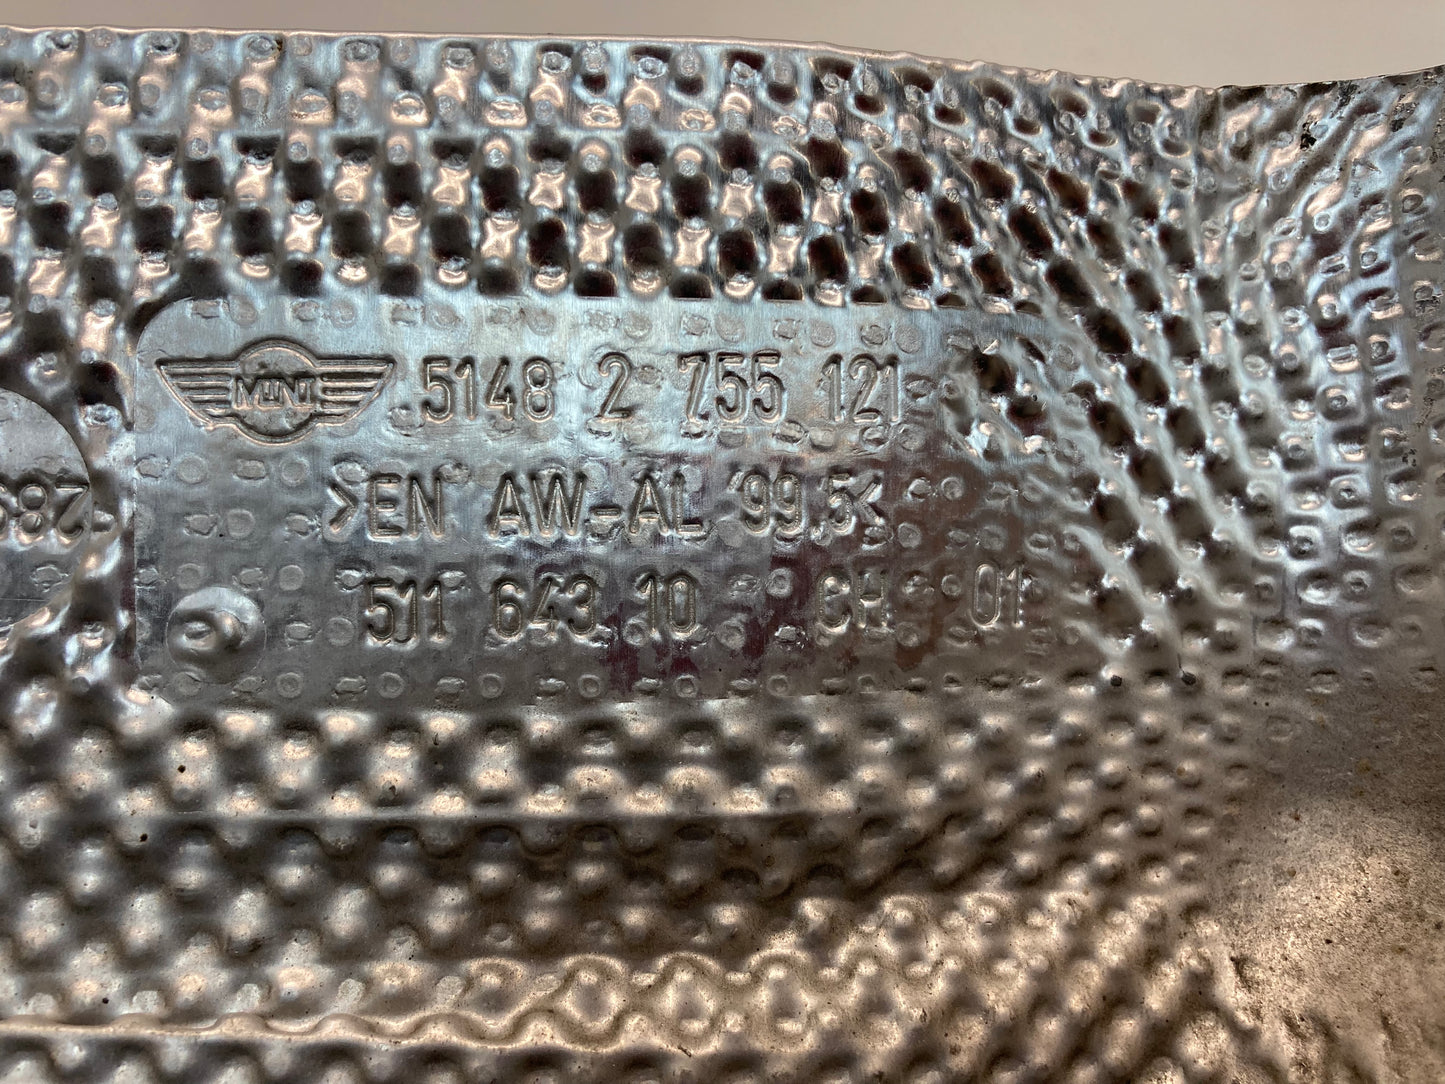 MINI 5148 2 755 121
>EN AW-AL 99,5<
511 643 10 CH 01